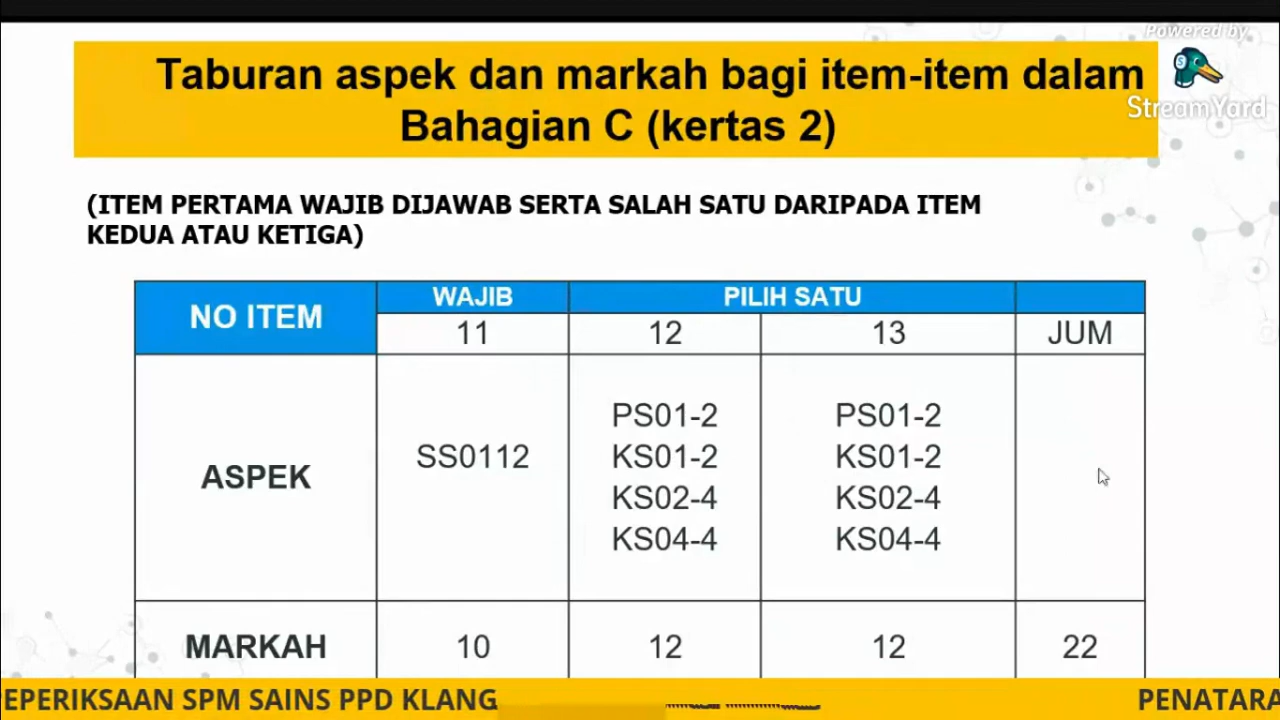 Powered by
StreamYard
Taburan aspek dan markah bagi item-item dalam
Bahagian C (kertas 2)
(ITEM PERTAMA WAJIB DIJAWAB SERTA SALAH SATU DARIPADA ITEM
KEDUA ATAU KETIGA)
NO ITEM WAJIB PILIH SATU
11 12 13 JUM
ASPEK SS0112 PS01-2 PS01-2
KS01-2 KS01-2
KS02-4 KS02-4
KS04-4 KS04-4
MARKAH 10 12 12 22
EPERIKSAAN SPM SAINS PPD KLANG PENATARA